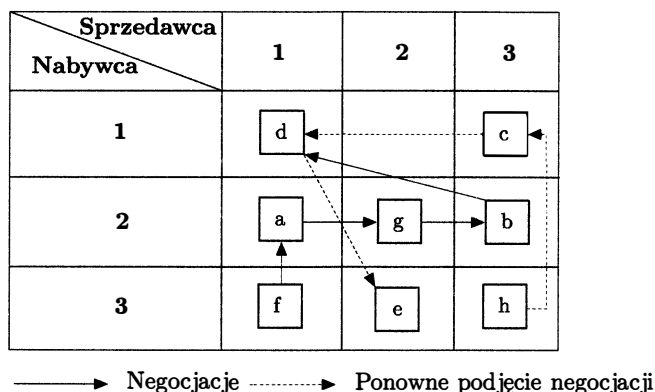 Sprzedawca
Nabywca
1 2 3
1 d c
2 a g b
3 f e h
Negocjacje Ponowne podjęcie negocjacji